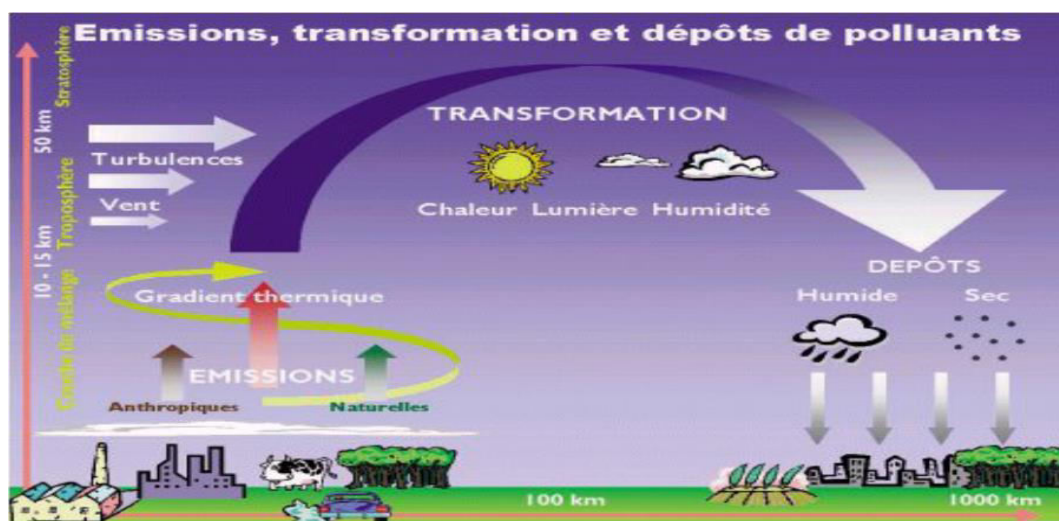 Emissions, transformation et dépôts de polluants
Stratosphère
50 km
Troposphère
10 - 15 km
Couche de mélange
Turbulences
Vent
TRANSFORMATION
Chaleur Lumière Humidité
Gradient thermique
EMISSIONS
Anthropiques
Naturelles
DEPÔTS
Humide
Sec
100 km
1000 km